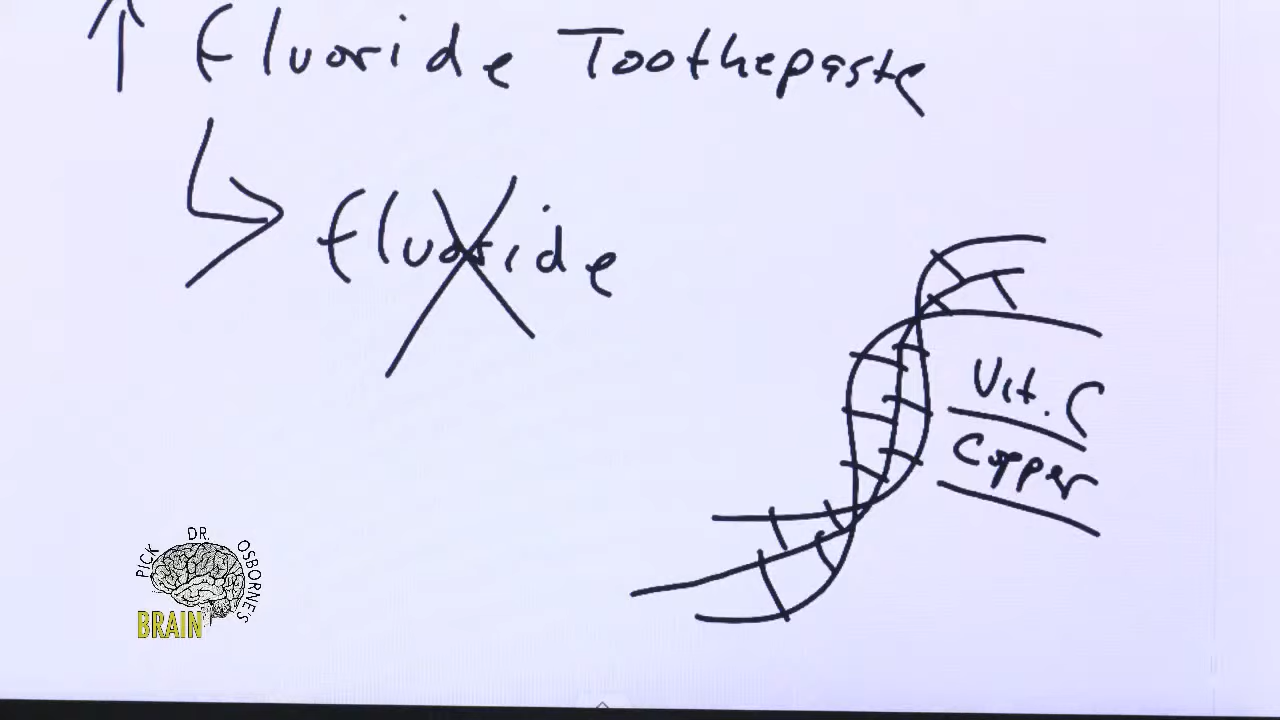 ↑ Fluoride Toothepaste
fluoride
Vit. C
Copper
PICK DR. OSBORNE'S
BRAIN